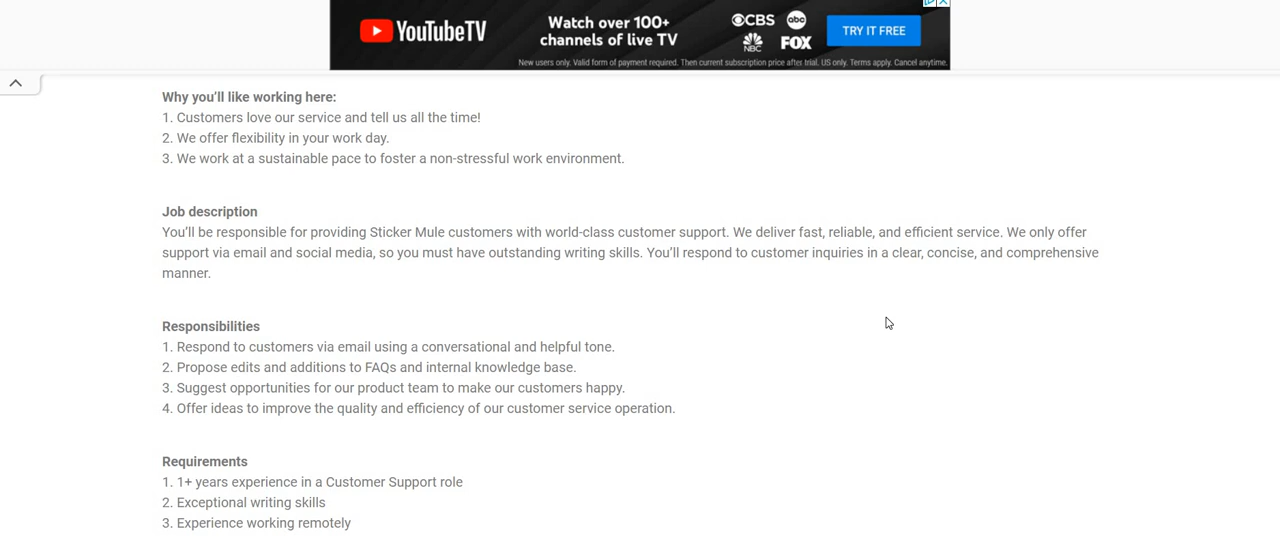 YouTubeTV
Watch over 100+
channels of live TV
CBS
abc
NBC
FOX
TRY IT FREE
New users only. Valid form of payment required. Then current subscription price after trial. US only. Terms apply. Cancel anytime.
Why you’ll like working here:
1. Customers love our service and tell us all the time!
2. We offer flexibility in your work day.
3. We work at a sustainable pace to foster a non-stressful work environment.
Job description
You’ll be responsible for providing Sticker Mule customers with world-class customer support. We deliver fast, reliable, and efficient service. We only offer
support via email and social media, so you must have outstanding writing skills. You’ll respond to customer inquiries in a clear, concise, and comprehensive
manner.
Responsibilities
1. Respond to customers via email using a conversational and helpful tone.
2. Propose edits and additions to FAQs and internal knowledge base.
3. Suggest opportunities for our product team to make our customers happy.
4. Offer ideas to improve the quality and efficiency of our customer service operation.
Requirements
1. 1+ years experience in a Customer Support role
2. Exceptional writing skills
3. Experience working remotely